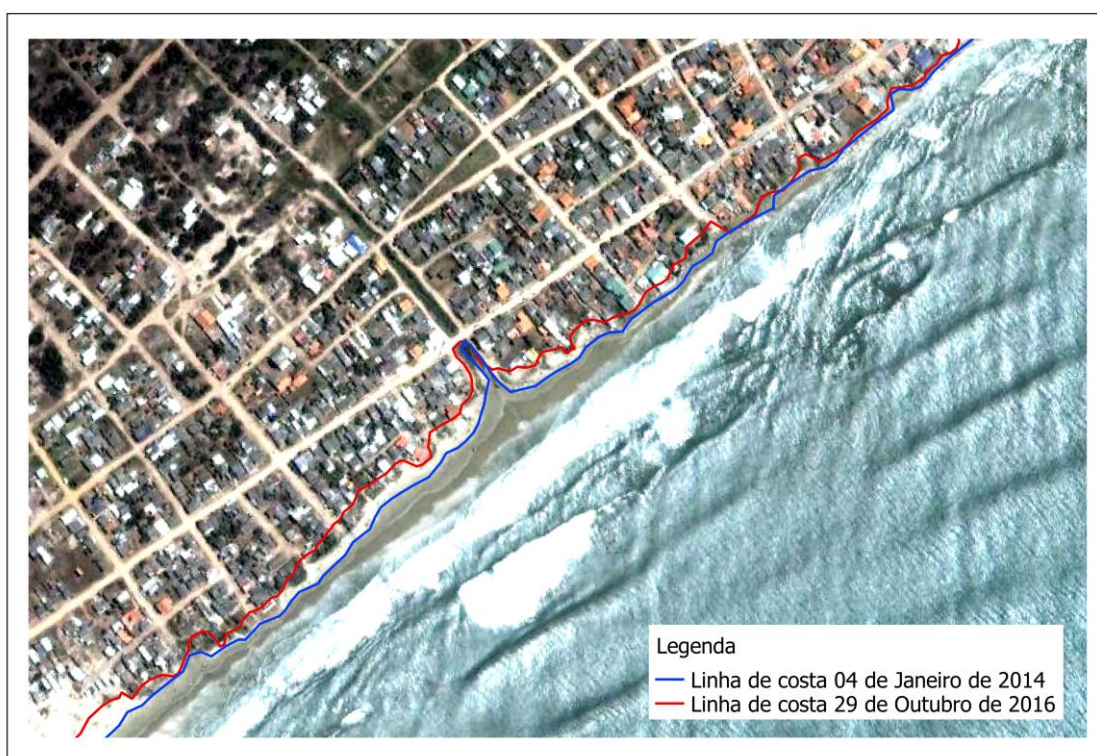 Legenda
Linha de costa 04 de Janeiro de 2014
Linha de costa 29 de Outubro de 2016